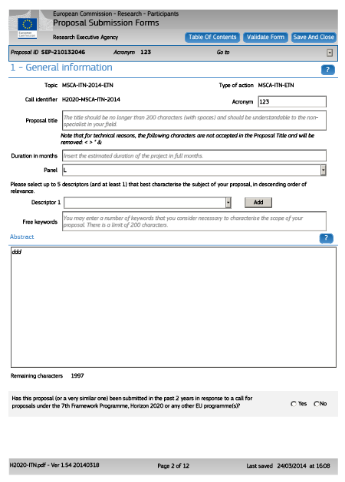 European Commission - Research - Participants
Proposal Submission Forms
Research Executive Agency
Table Of Contents Validate Form Save And Close
Proposal ID SEP-210132046 Acronym 123 Go to
1 - General information ?
Topic MSCA-ITN-2014-ETN Type of action MSCA-ITN-ETN
Call identifier H2020-MSCA-ITN-2014 Acronym 123
Proposal title The title should be no longer than 200 characters (with spaces) and should be understandable to the non-
specialist in your field
Note that for technical reasons, the following characters are not accepted in the Proposal Title and will be
removed: < > " &
Duration in months Insert the estimated duration of the project in full months.
Panel L
Please select up to 5 descriptors (and at least 1) that best characterise the subject of your proposal, in descending order of
relevance.
Descriptor 1 Add
Free keywords You may enter a number of keywords that you consider necessary to characterise the scope of your
proposal. There is a limit of 200 characters.
Abstract ?
ddd
Remaining characters 1997
Has this proposal (or a very similar one) been submitted in the past 2 years in response to a call for
proposals under the 7th Framework Programme, Horizon 2020 or any other EU programme(s)? Yes No
H2020-ITN.pdf - Ver 1.54 20140318 Page 2 of 12 Last saved 24/03/2014 at 16:08